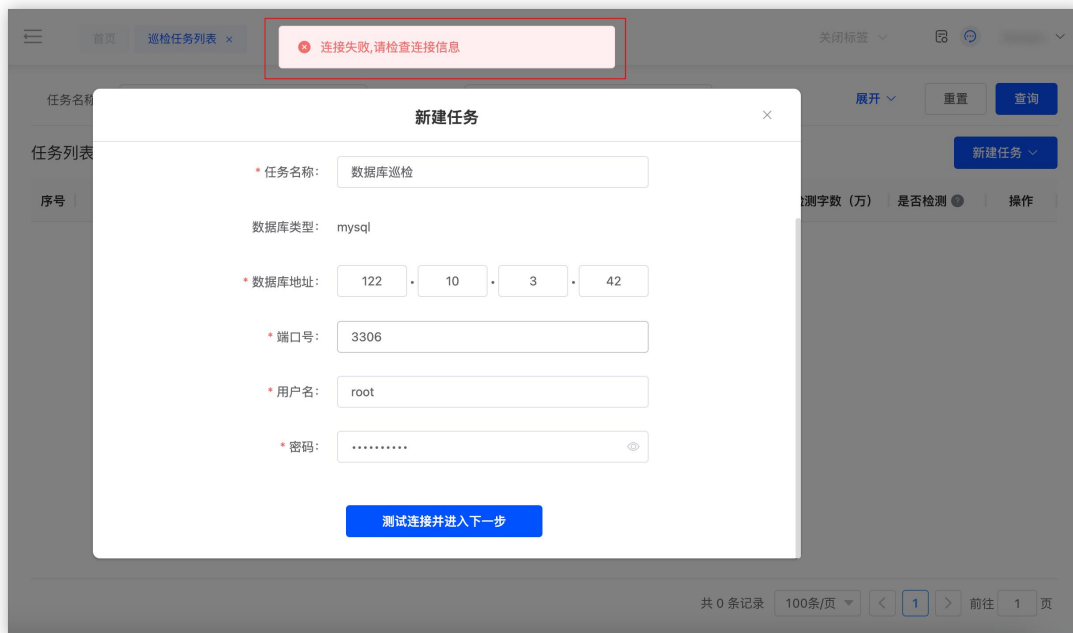 首页
巡检任务列表 ×
连接失败,请检查连接信息
关闭标签
任务名称
展开
重置
查询
新建任务
任务列表
新建任务
* 任务名称: 数据库巡检
序号
测字数（万）
是否检测
操作
数据库类型: mysql
* 数据库地址: 122 . 10 . 3 . 42
* 端口号: 3306
* 用户名: root
* 密码: ••••••••••
测试连接并进入下一步
共 0 条记录
100条/页
1
前往 1 页